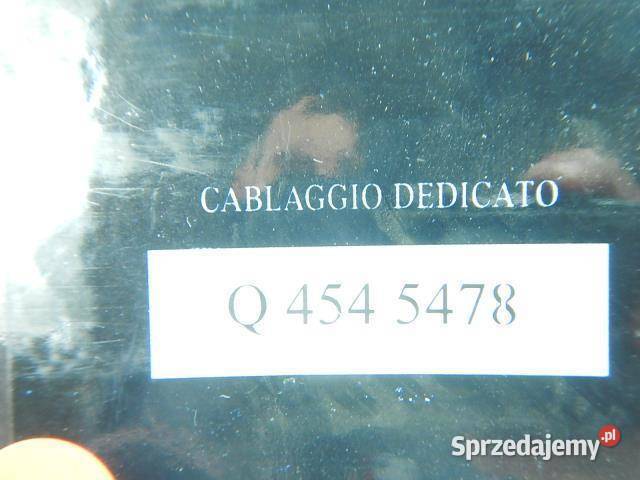 CABLAGGIO DEDICATO
Q 454 5478
Sprzedajemy.pl